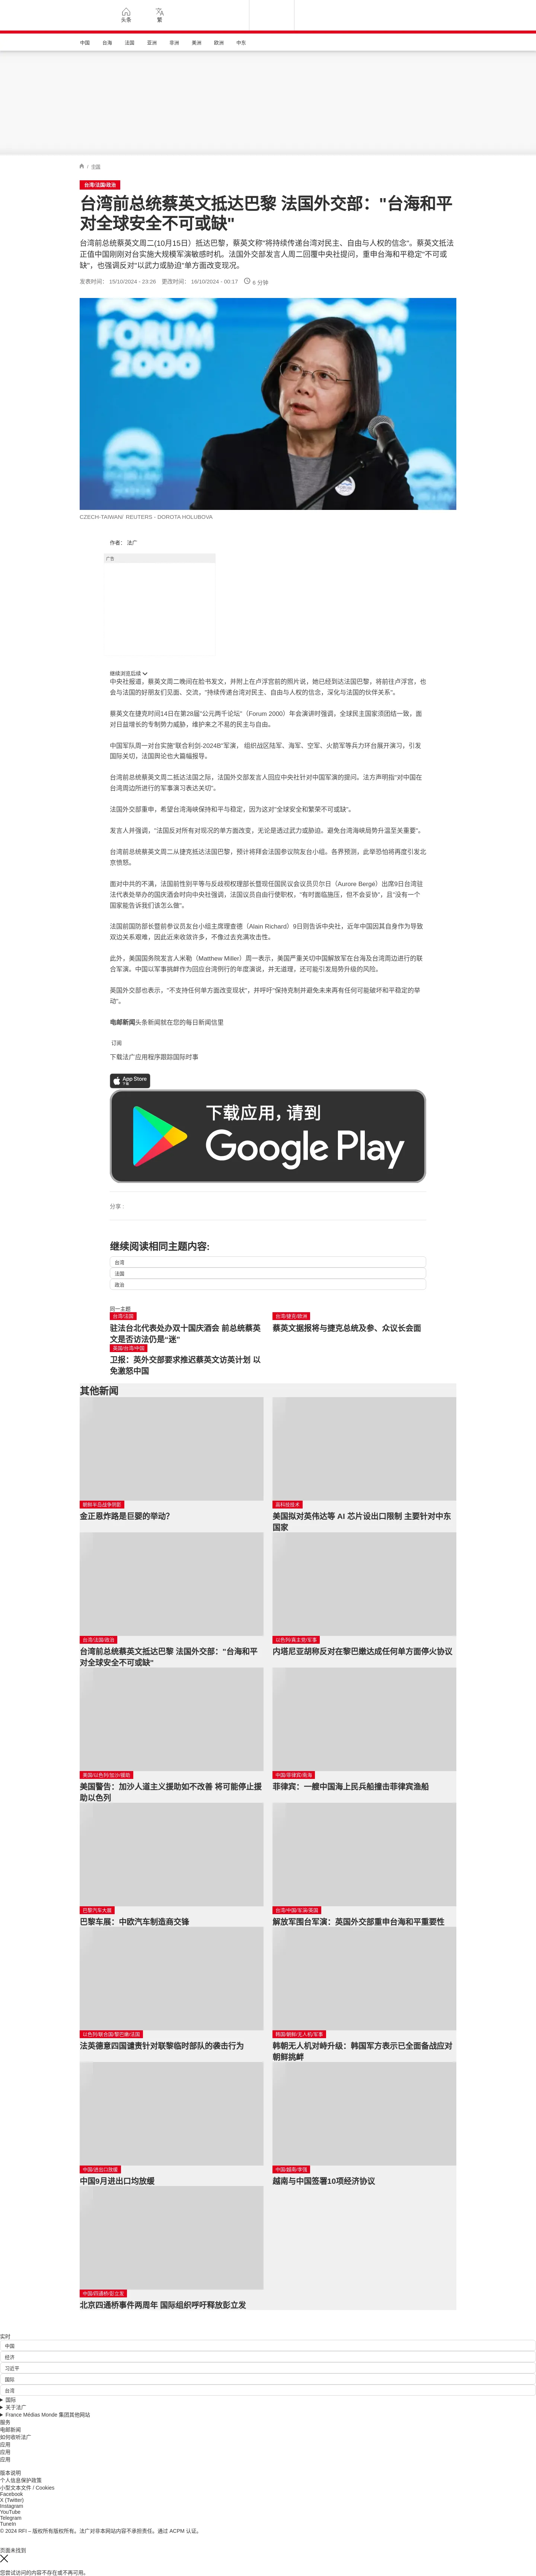 头条
繁
中国 台海 法国 亚洲 非洲 美洲 欧洲 中东
/ 全国
台湾/法国/政治
台湾前总统蔡英文抵达巴黎 法国外交部："台海和平
对全球安全不可或缺"
台湾前总统蔡英文周二(10月15日）抵达巴黎，蔡英文称"将持续传递台湾对民主、自由与人权的信念"。蔡英文抵法
正值中国刚刚对台实施大规模军演敏感时机。法国外交部发言人周二回覆中央社提问，重申台海和平稳定"不可或
缺"，也强调反对"以武力或胁迫"单方面改变现况。
发表时间： 15/10/2024 - 23:26 更改时间： 16/10/2024 - 00:17 6 分钟
FORUM
2000
CZECH-TAIWAN/ REUTERS - DOROTA HOLUBOVA
作者： 法广
广告
继续浏览后续
中央社报道，蔡英文周二晚间在脸书发文，并附上在卢浮宫前的照片说，她已经到达法国巴黎，将前往卢浮宫，也
会与法国的好朋友们见面、交流，"持续传递台湾对民主、自由与人权的信念，深化与法国的伙伴关系"。
蔡英文在捷克时间14日在第28届"公元两千论坛"（Forum 2000）年会演讲时强调，全球民主国家须团结一致，面
对日益增长的专制势力威胁，维护来之不易的民主与自由。
中国军队周一对台实施"联合利剑-2024B"军演， 组织战区陆军、海军、空军、火箭军等兵力环台展开演习，引发
国际关切，法国舆论也大篇幅报导。
台湾前总统蔡英文周二抵达法国之际，法国外交部发言人回应中央社针对中国军演的提问。法方声明指"对中国在
台湾周边所进行的军事演习表达关切"。
法国外交部重申，希望台湾海峡保持和平与稳定，因为这对"全球安全和繁荣不可或缺"。
发言人并强调，"法国反对所有对现况的单方面改变，无论是透过武力或胁迫。避免台湾海峡局势升温至关重要"。
台湾前总统蔡英文周二从捷克抵达法国巴黎，预计将拜会法国参议院友台小组。各界预测，此举恐怕将再度引发北
京愤怒。
面对中共的不满，法国前性别平等与反歧视权理部长暨现任国民议会议员贝尔日（Aurore Bergé）出席9日台湾驻
法代表处举办的国庆酒会时向中央社强调，法国议员自由行使职权，"有时面临施压，但不会妥协"，且"没有一个
国家能告诉我们该怎么做"。
法国前国防部长暨前参议员友台小组主席理查德（Alain Richard）9日则告诉中央社，近年中国因其自身作为导致
双边关系艰难，因此近来收敛许多，不像过去充满攻击性。
此外，美国国务院发言人米勒（Matthew Miller）周一表示，美国严重关切中国解放军在台海及台湾周边进行的联
合军演。中国以军事挑衅作为回应台湾例行的年度演说，并无道理，还可能引发局势升级的风险。
英国外交部也表示，"不支持任何单方面改变现状"，并呼吁"保持克制并避免未来再有任何可能破坏和平稳定的举
动"。
电邮新闻头条新闻就在您的每日新闻信里
订阅
下载法广应用程序跟踪国际时事
App Store
下载
下载应用，请到
Google Play
分享 :
继续阅读相同主题内容:
台湾
法国
政治
同一主题
台湾/法国
驻法台北代表处办双十国庆酒会 前总统蔡英
文是否访法仍是"迷"
台湾/捷克/欧洲
蔡英文据报将与捷克总统及参、众议长会面
英国/台湾/中国
卫报：英外交部要求推迟蔡英文访英计划 以
免激怒中国
其他新闻
朝鲜半岛战争阴影
金正恩炸路是巨婴的举动?
高科技技术
美国拟对英伟达等 AI 芯片设出口限制 主要针对中东
国家
台湾/法国/政治
台湾前总统蔡英文抵达巴黎 法国外交部："台海和平
对全球安全不可或缺"
以色列/真主党/军事
内塔尼亚胡称反对在黎巴嫩达成任何单方面停火协议
美国/以色列/加沙/援助
美国警告：加沙人道主义援助如不改善 将可能停止援
助以色列
中国/菲律宾/南海
菲律宾：一艘中国海上民兵船撞击菲律宾渔船
巴黎汽车大展
巴黎车展：中欧汽车制造商交锋
台湾/中国/军演/英国
解放军围台军演：英国外交部重申台海和平重要性
以色列/联合国/黎巴嫩/法国
法英德意四国谴责针对联黎临时部队的袭击行为
韩国/朝鲜/无人机/军事
韩朝无人机对峙升级：韩国军方表示已全面备战应对
朝鲜挑衅
中国/进出口放缓
中国9月进出口均放缓
中国/越南/李强
越南与中国签署10项经济协议
中国/四通桥/彭立发
北京四通桥事件两周年 国际组织呼吁释放彭立发
实时
中国
经济
习近平
国际
台湾
国际
关于法广
France Médias Monde 集团其他网站
服务
电邮新闻
如何收听法广
应用
应用
应用
版本说明
个人信息保护政策
小型文本文件 / Cookies
Facebook
X (Twitter)
Instagram
YouTube
Telegram
TuneIn
© 2024 RFI – 版权所有版权所有。法广对非本网站内容不承担责任。通过 ACPM 认证。
页面未找到
您尝试访问的内容不存在或不再可用。